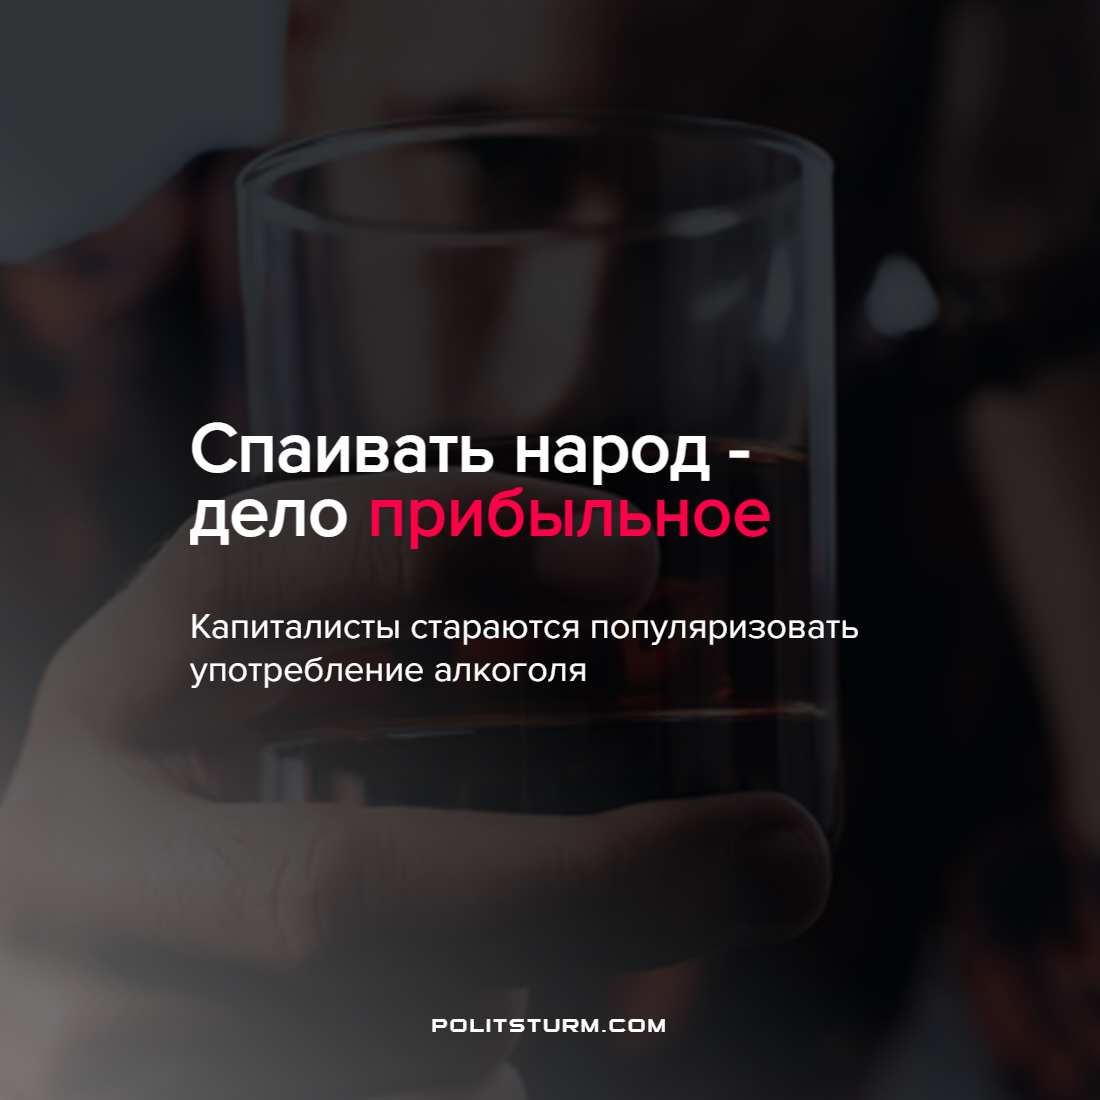 Спаивать народ -
дело прибыльное
Капиталисты стараются популяризовать
употребление алкоголя
POLITSTURM.COM